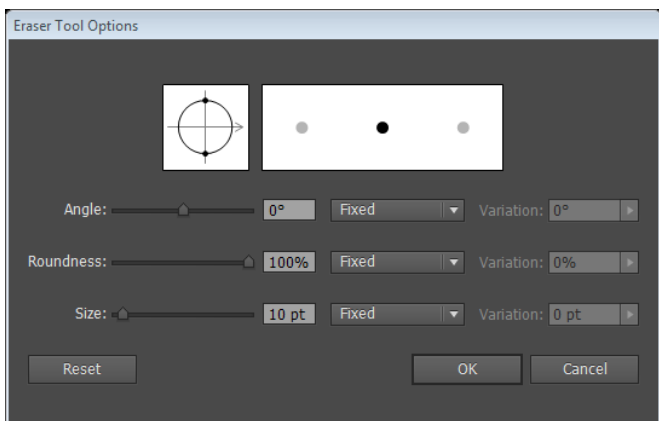 Eraser Tool Options
Angle: 0° Fixed Variation: 0°
Roundness: 100% Fixed Variation: 0%
Size: 10 pt Fixed Variation: 0 pt
Reset OK Cancel